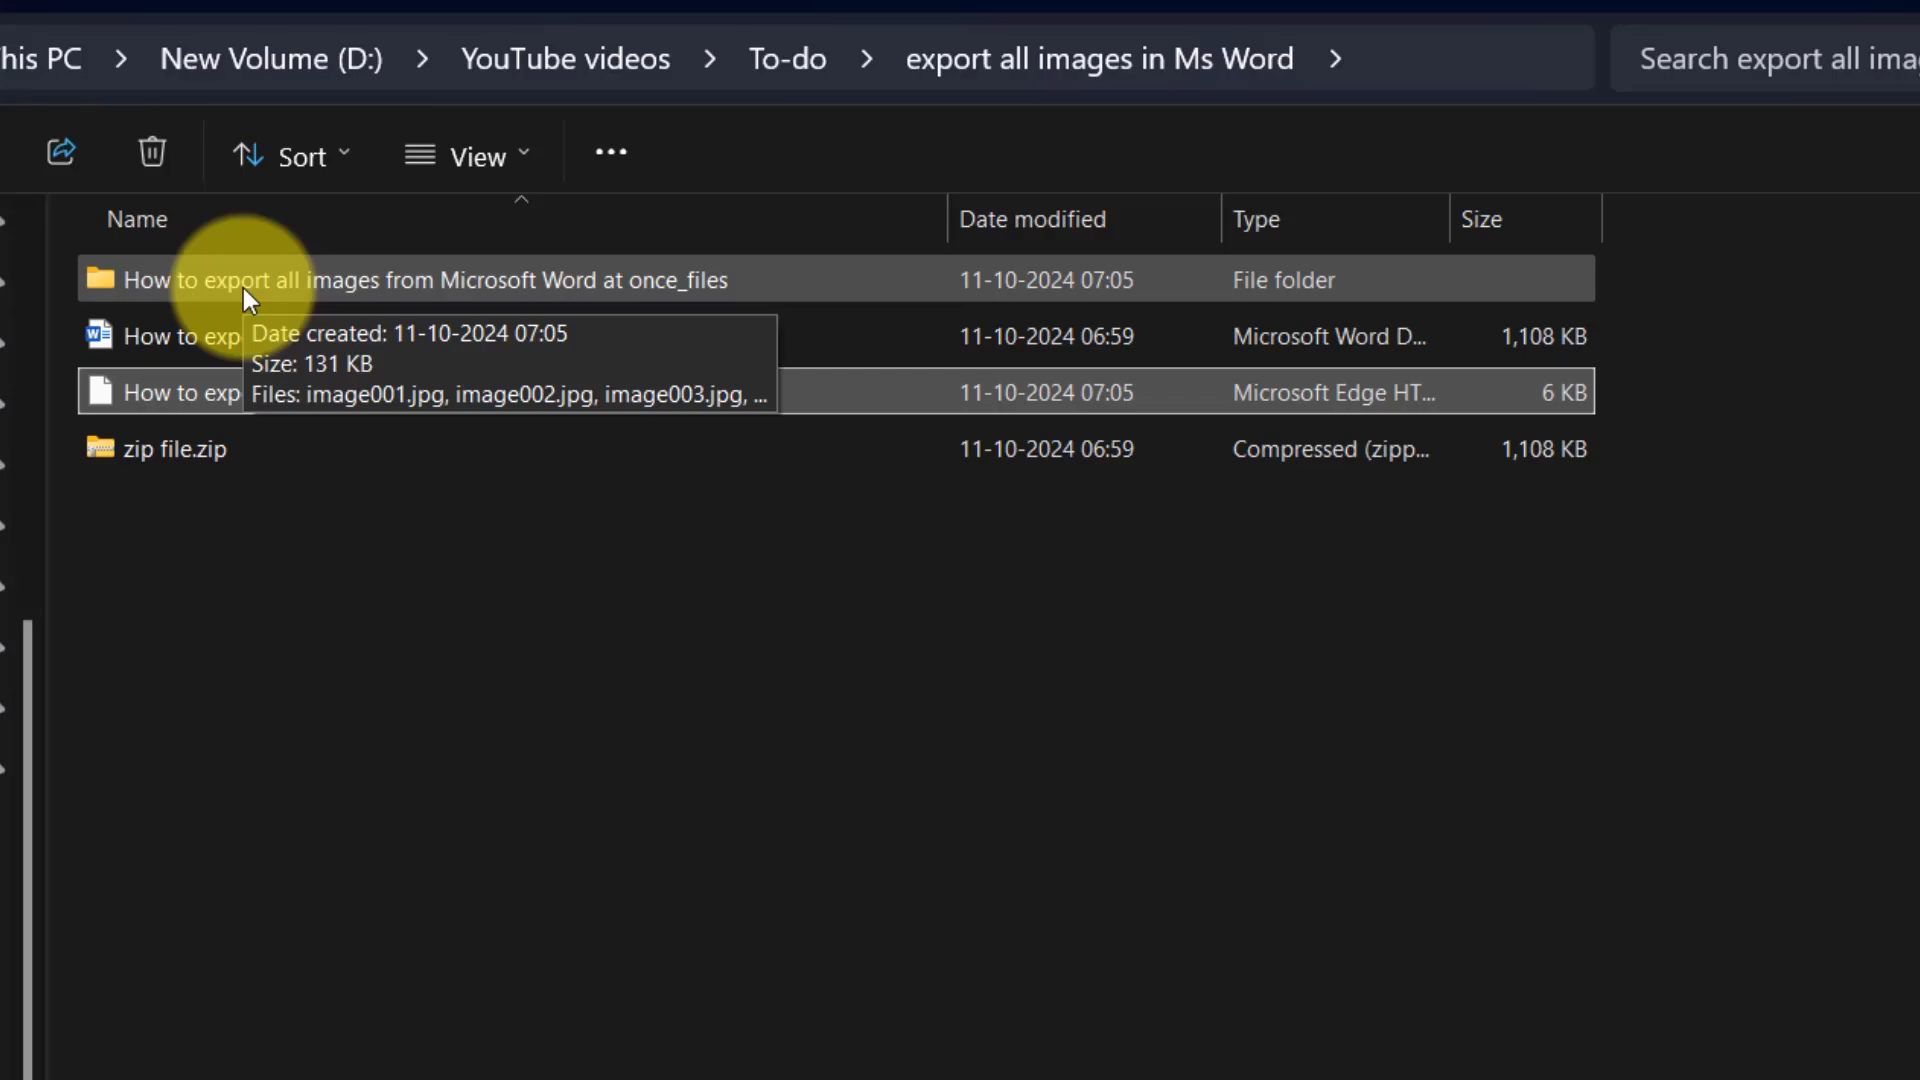 his PC > New Volume (D:) > YouTube videos > To-do > export all images in Ms Word >
Search export all ima
Sort
View
Name
Date modified
Type
Size
How to export all images from Microsoft Word at once_files
11-10-2024 07:05
File folder
How to exp
11-10-2024 06:59
Microsoft Word D...
1,108 KB
How to exp
11-10-2024 07:05
Microsoft Edge HT...
6 KB
Date created: 11-10-2024 07:05
Size: 131 KB
Files: image001.jpg, image002.jpg, image003.jpg, ...
zip file.zip
11-10-2024 06:59
Compressed (zipp...
1,108 KB